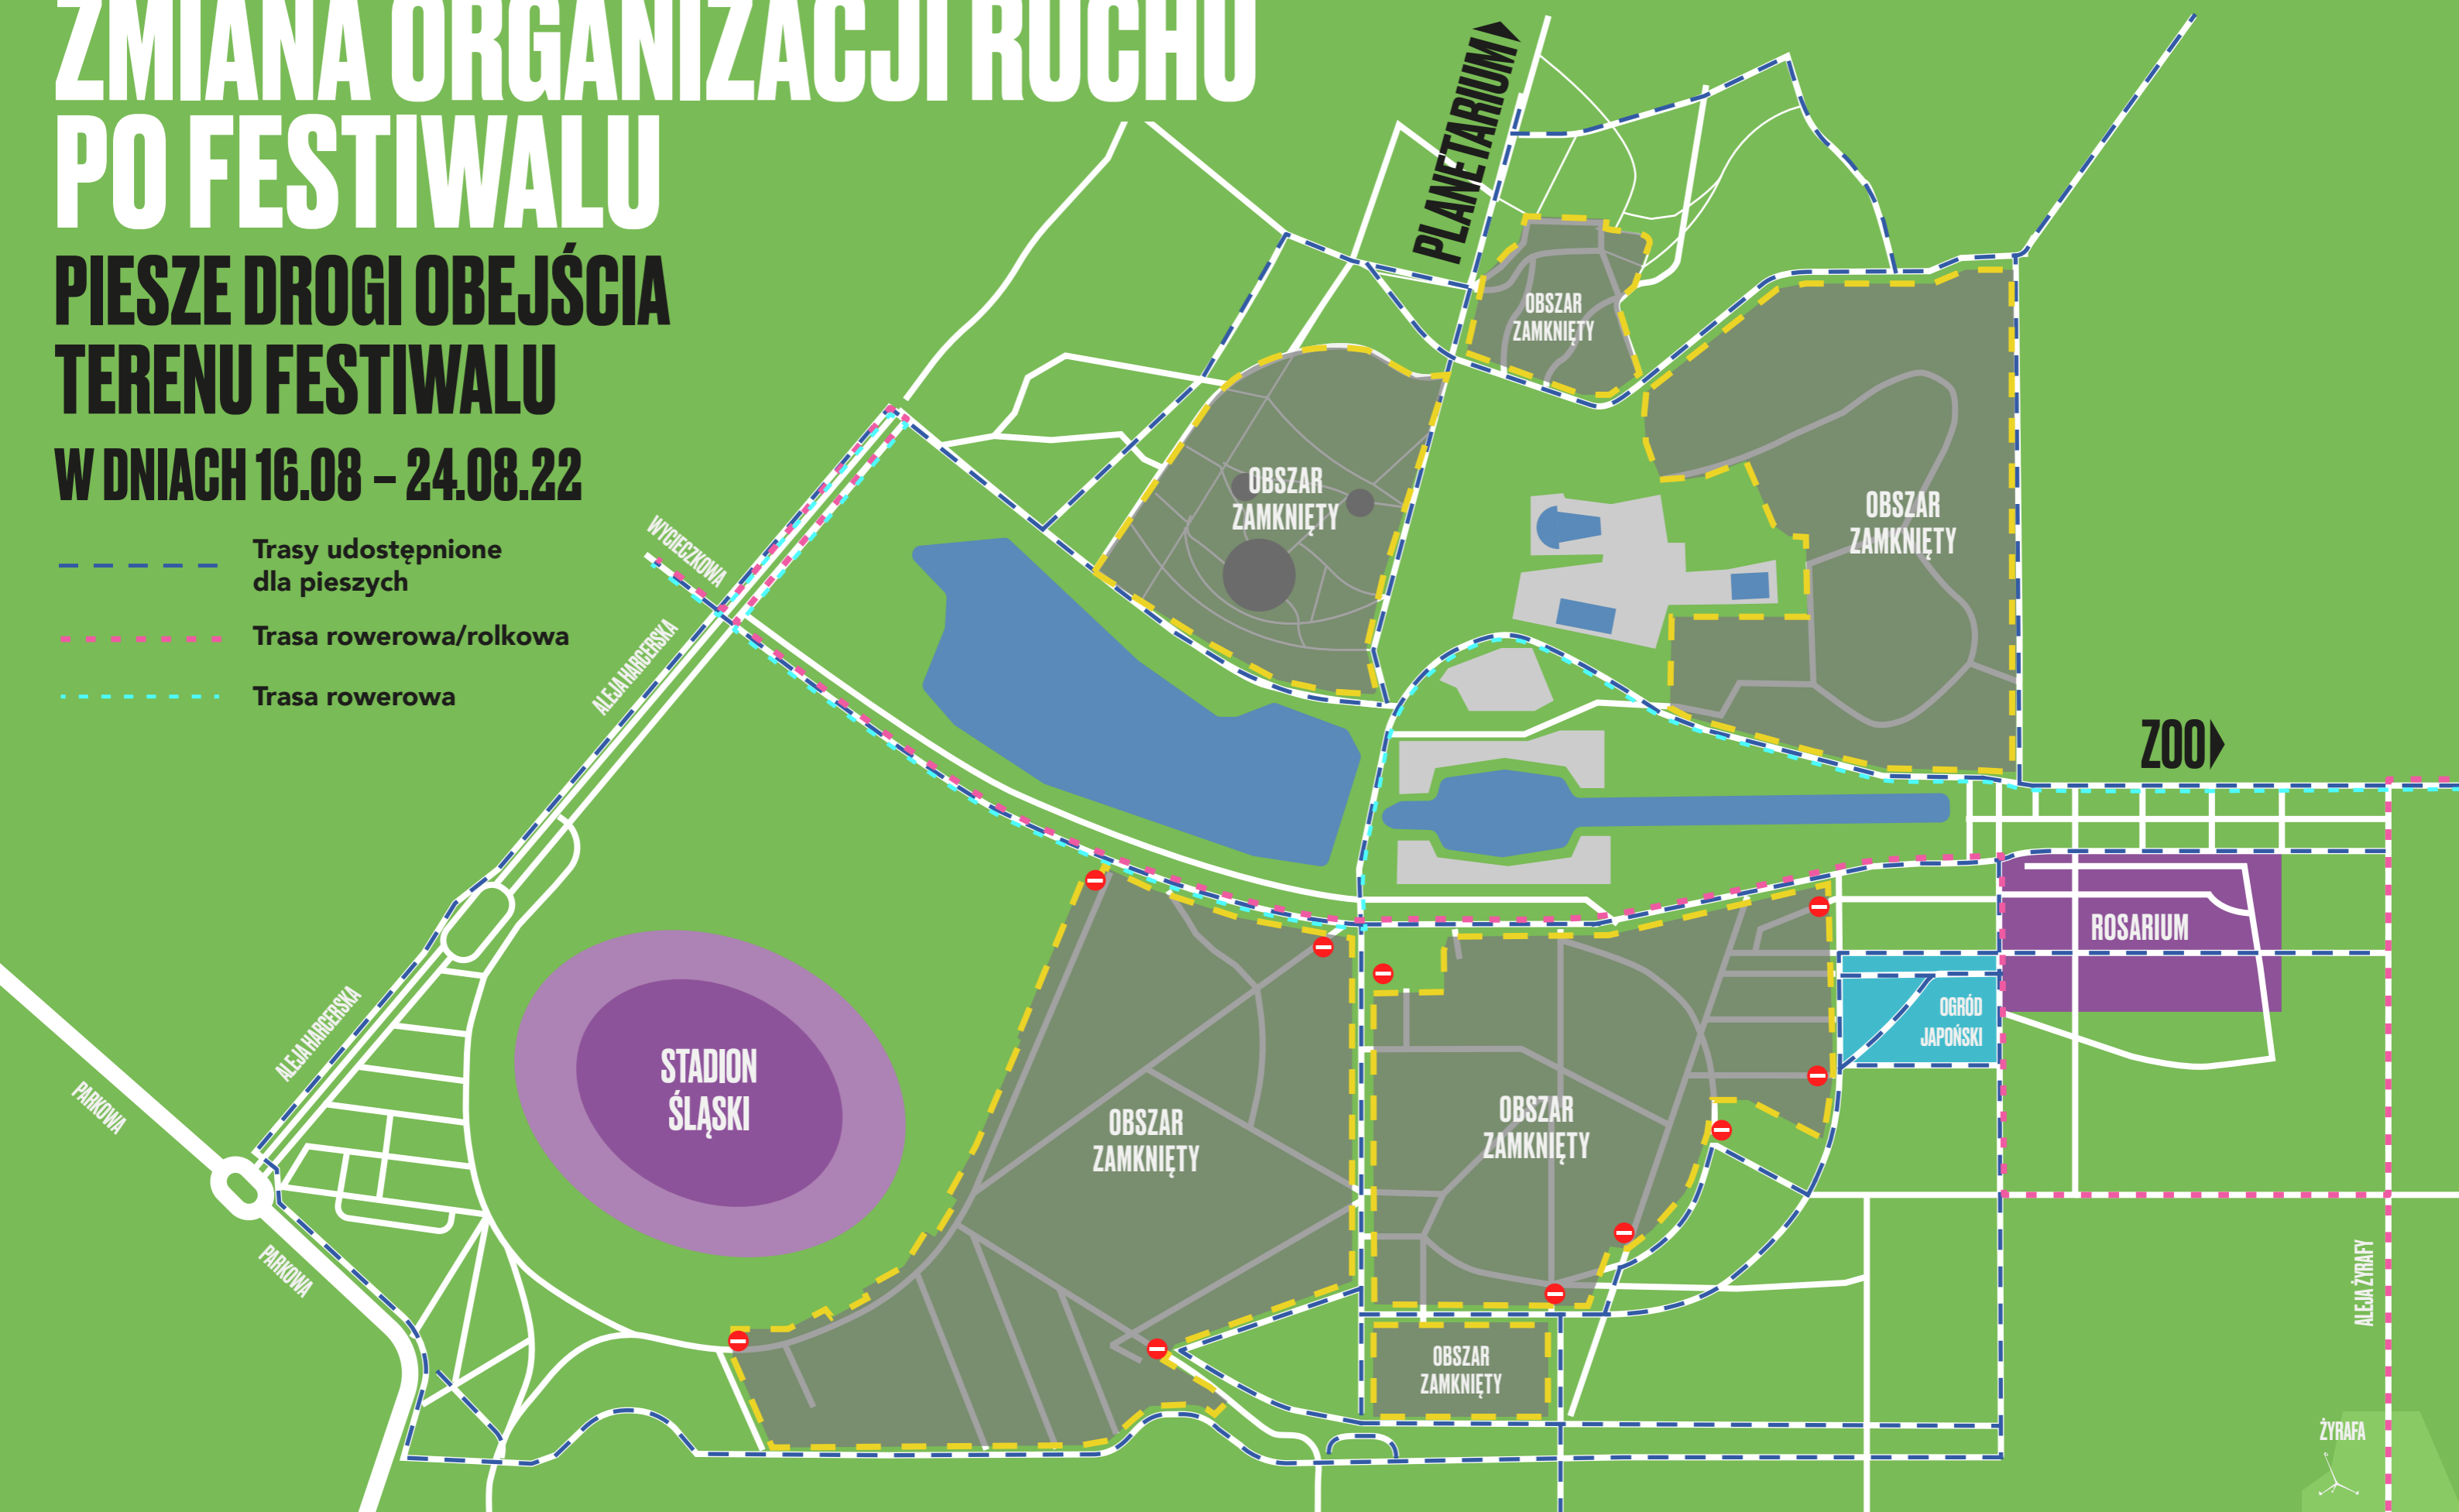 ZMIANA ORGANIZACJI RUCHU
PO FESTIWALU
PIESZE DROGI OBEJŚCIA
TERENU FESTIWALU
W DNIACH 16.08 – 24.08.22
Trasy udostępnione
dla pieszych
Trasa rowerowa/rolkowa
Trasa rowerowa
PLANETARIUM
OBSZAR
ZAMKNIĘTY
OBSZAR
ZAMKNIĘTY
OBSZAR
ZAMKNIĘTY
WYCIECZKOWA
ALEJA HARCERSKA
ZOO
ROSARIUM
OGRÓD
JAPOŃSKI
ALEJA HARCERSKA
STADION
ŚLĄSKI
OBSZAR
ZAMKNIĘTY
OBSZAR
ZAMKNIĘTY
PARKOWA
PARKOWA
ALEJA ŻYRAFY
OBSZAR
ZAMKNIĘTY
ŻYRAFA